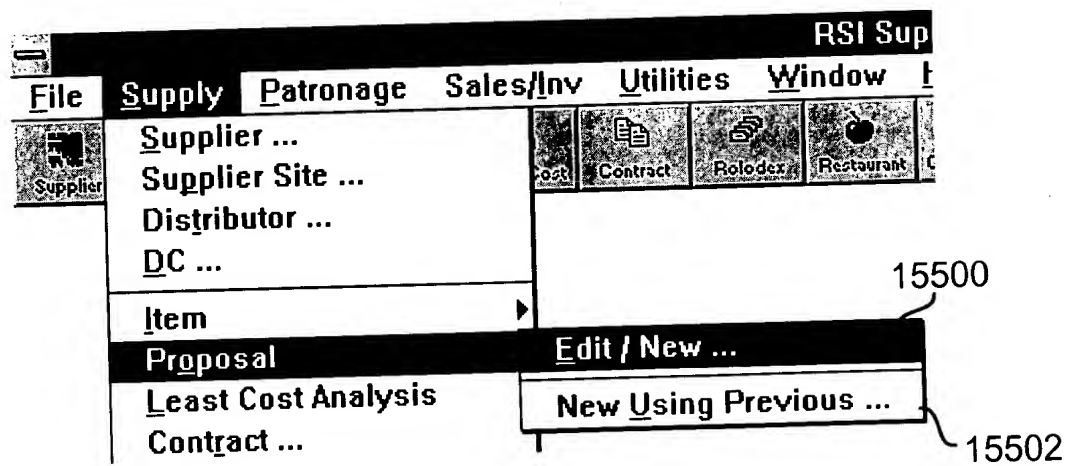 RSI Sup
File Supply Patronage Sales/Inv Utilities Window
Supplier Cost Contract Rolodex Restaurant
Supplier ...
Supplier Site ...
Distributor ...
DC ...
15500
Item
Proposal Edit / New ...
Least Cost Analysis New Using Previous ...
Contract ...
15502